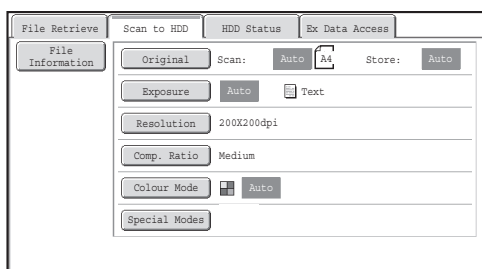 File Retrieve Scan to HDD HDD Status Ex Data Access
File Information
Original Scan: Auto A4 Store: Auto
Exposure Auto Text
Resolution 200X200dpi
Comp. Ratio Medium
Colour Mode Auto
Special Modes